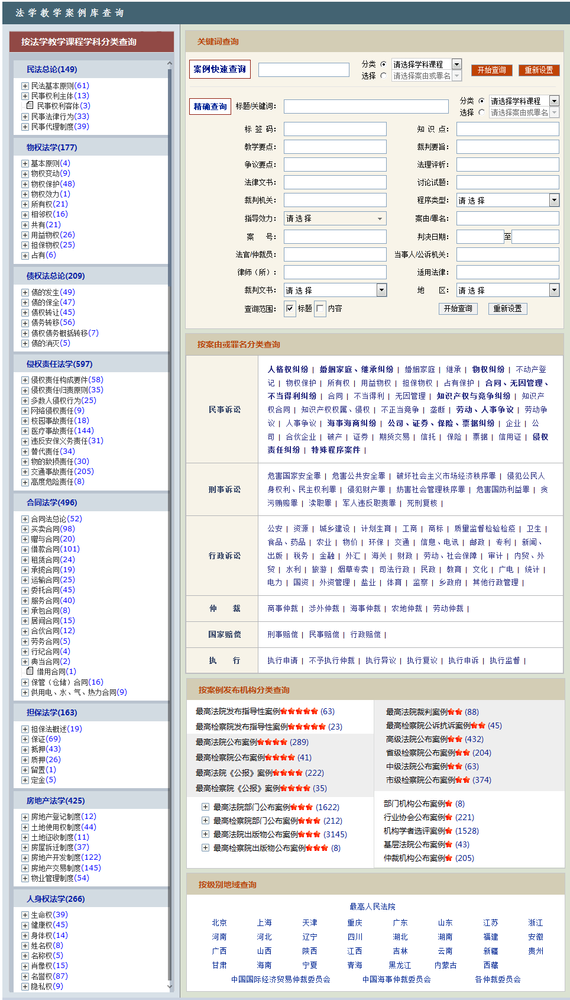 法学教学案例库查询
按法学教学课程学科分类查询
民法总论(149)
民法基本原则(61)
民事权利主体(13)
民事权利客体(3)
民事法律行为(33)
民事代理制度(39)
物权法学(177)
基本原则(4)
物权变动(9)
物权保护(48)
物权效力(1)
所有权(21)
相邻权(16)
共有(21)
用益物权(26)
担保物权(25)
占有(6)
债权法总论(209)
债的发生(49)
债的保全(47)
债权转让(45)
债务转移(56)
债权债务概括转移(7)
债的消灭(5)
侵权责任法学(597)
侵权责任构成要件(58)
侵权责任归责原则(35)
多数人侵权行为(25)
网络侵权责任(9)
校园事故责任(18)
医疗事故责任(144)
违反安保义务责任(31)
替代责任(34)
物的致损责任(30)
交通事故责任(205)
高度危险责任(8)
合同法学(496)
合同法总论(52)
买卖合同(98)
赠与合同(20)
借款合同(101)
租赁合同(24)
承揽合同(19)
运输合同(25)
委托合同(45)
服务合同(40)
承包合同(8)
居间合同(15)
合伙合同(12)
劳务合同(5)
行纪合同(4)
典当合同(2)
借用合同(1)
保管（仓储）合同(16)
供用电、水、气、热力合同(9)
担保法学(163)
担保法概述(19)
保证(69)
抵押(43)
质押(26)
留置(1)
定金(5)
房地产法学(425)
房地产登记制度(12)
土地使用权制度(44)
土地征收制度(11)
房屋拆迁制度(37)
房地产开发制度(122)
房地产交易制度(145)
物业管理制度(54)
人身权法学(266)
生命权(39)
健康权(45)
身体权(14)
姓名权(8)
名称权(5)
肖像权(15)
名誉权(87)
隐私权(9)
关键词查询
案例快速查询 分类 请选择学科课程 开始查询 重新设置
选择 请选择案由或罪名
精确查询 标题/关键词： 分类 请选择学科课程
选择 请选择案由或罪名
标 签 码： 知 识 点：
教学要点： 裁判要旨：
争议要点： 法理评析：
法律文书： 讨论试题：
裁判机关： 程序类型： 请 选 择
指导效力： 请 选 择 案由/罪名：
案 号： 判决日期： 至
法官/仲裁员： 当事人/公诉机关：
律师（所）： 适用法律：
裁判文书： 请 选 择 地 区： 请 选 择
查询范围： 标题 内容 开始查询 重新设置
按案由或罪名分类查询
民事诉讼
人格权纠纷 | 婚姻家庭、继承纠纷 | 婚姻家庭 | 继承 | 物权纠纷 | 不动产登
记 | 物权保护 | 所有权 | 用益物权 | 担保物权 | 占有保护 | 合同、无因管理、
不当得利纠纷 | 合同 | 不当得利 | 无因管理 | 知识产权与竞争纠纷 | 知识产
权合同 | 知识产权权属、侵权 | 不正当竞争 | 垄断 | 劳动、人事争议 | 劳动争
议 | 人事争议 | 海事海商纠纷 | 公司、证券、保险、票据纠纷 | 企业 | 公
司 | 合伙企业 | 破产 | 证券 | 期货交易 | 信托 | 保险 | 票据 | 信用证 | 侵权
责任纠纷 | 特殊程序案件 |
刑事诉讼
危害国家安全罪 | 危害公共安全罪 | 破坏社会主义市场经济秩序罪 | 侵犯公民人
身权利、民主权利罪 | 侵犯财产罪 | 妨害社会管理秩序罪 | 危害国防利益罪 | 贪
污贿赂罪 | 渎职罪 | 军人违反职责罪 | 死刑复核 |
行政诉讼
公安 | 资源 | 城乡建设 | 计划生育 | 工商 | 商标 | 质量监督检验检疫 | 卫生 |
食品、药品 | 农业 | 物价 | 环保 | 交通 | 信息、电讯 | 邮政 | 专利 | 新闻、
出版 | 税务 | 金融 | 外汇 | 海关 | 财政 | 劳动、社会保障 | 审计 | 内贸、外
贸 | 水利 | 旅游 | 烟草专卖 | 司法行政 | 民政 | 教育 | 文化 | 广电 | 统计 |
电力 | 国资 | 外资管理 | 盐业 | 体育 | 监察 | 乡政府 | 其他行政管理 |
仲 裁 商事仲裁 | 涉外仲裁 | 海事仲裁 | 农地仲裁 | 劳动仲裁 |
国家赔偿 刑事赔偿 | 民事赔偿 | 行政赔偿 |
执 行 执行申请 | 不予执行仲裁 | 执行异议 | 执行复议 | 执行申诉 | 执行监督 |
按案例发布机构分类查询
最高法院发布指导性案例 (63)
最高检察院发布指导性案例 (23)
最高法院公布案例 (289)
最高检察院公布案例 (41)
最高法院《公报》案例 (222)
最高检察院《公报》案例 (35)
最高法院部门公布案例 (1622)
最高检察院部门公布案例 (212)
最高法院出版物公布案例 (3145)
最高检察院出版物公布案例 (8)
最高法院裁判案例 (88)
最高检察院公诉抗诉案例 (45)
高级法院公布案例 (432)
省级检察院公布案例 (204)
中级法院公布案例 (63)
市级检察院公布案例 (374)
部门机构公布案例 (8)
行业协会公布案例 (221)
机构学者选评案例 (1528)
基层法院公布案例 (43)
仲裁机构公布案例 (205)
按级别地域查询
最高人民法院
北京 上海 天津 重庆 广东 山东 江苏 浙江
河南 河北 辽宁 四川 湖北 湖南 福建 安徽
广西 山西 陕西 江西 吉林 云南 新疆 贵州
甘肃 海南 宁夏 青海 黑龙江 内蒙古 西藏
中国国际经济贸易仲裁委员会 中国海事仲裁委员会 各仲裁委员会